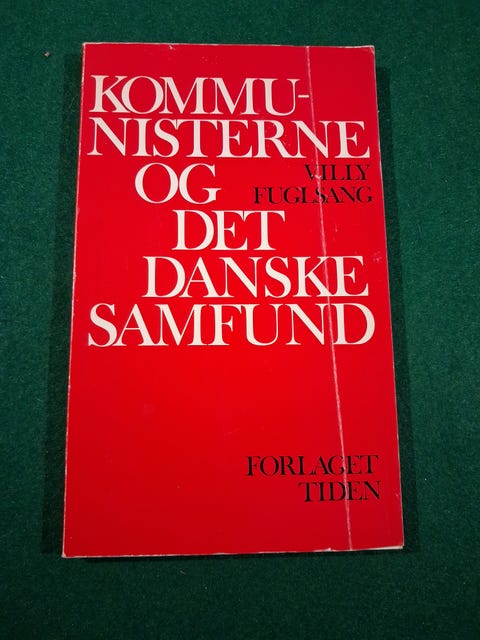 KOMMU-
NISTERNE
OG
VILLY
FUGLSANG
DET
DANSKE
SAMFUND
FORLAGET
TIDEN